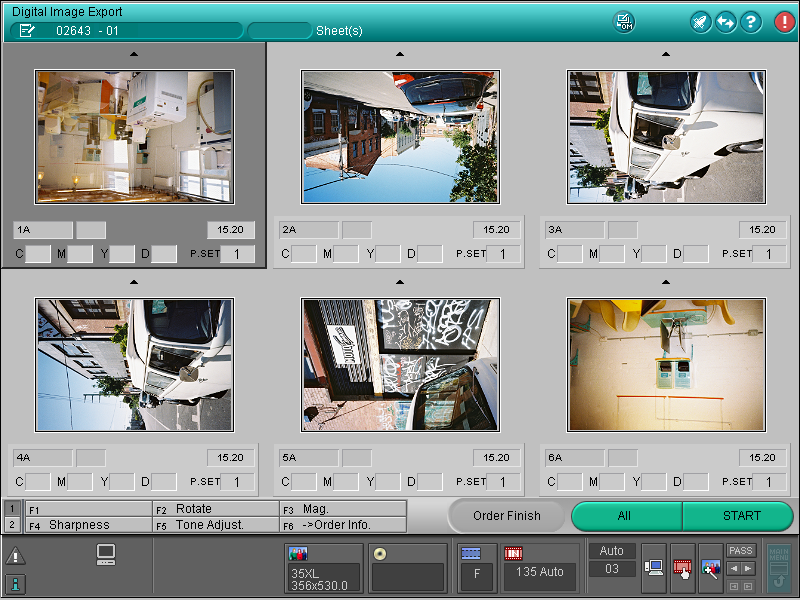 Digital Image Export
02643 - 01
Sheet(s)
OM
?
!
1A 15.20
C M Y D P.SET 1
2A 15.20
C M Y D P.SET 1
3A 15.20
C M Y D P.SET 1
4A 15.20
C M Y D P.SET 1
5A 15.20
C M Y D P.SET 1
6A 15.20
C M Y D P.SET 1
1 F1 F2 Rotate F3 Mag.
2 F4 Sharpness F5 Tone Adjust. F6 ->Order Info.
Order Finish
All
START
35XL
356x530.0
F
135 Auto
Auto
03
PASS
MAIN
MENU